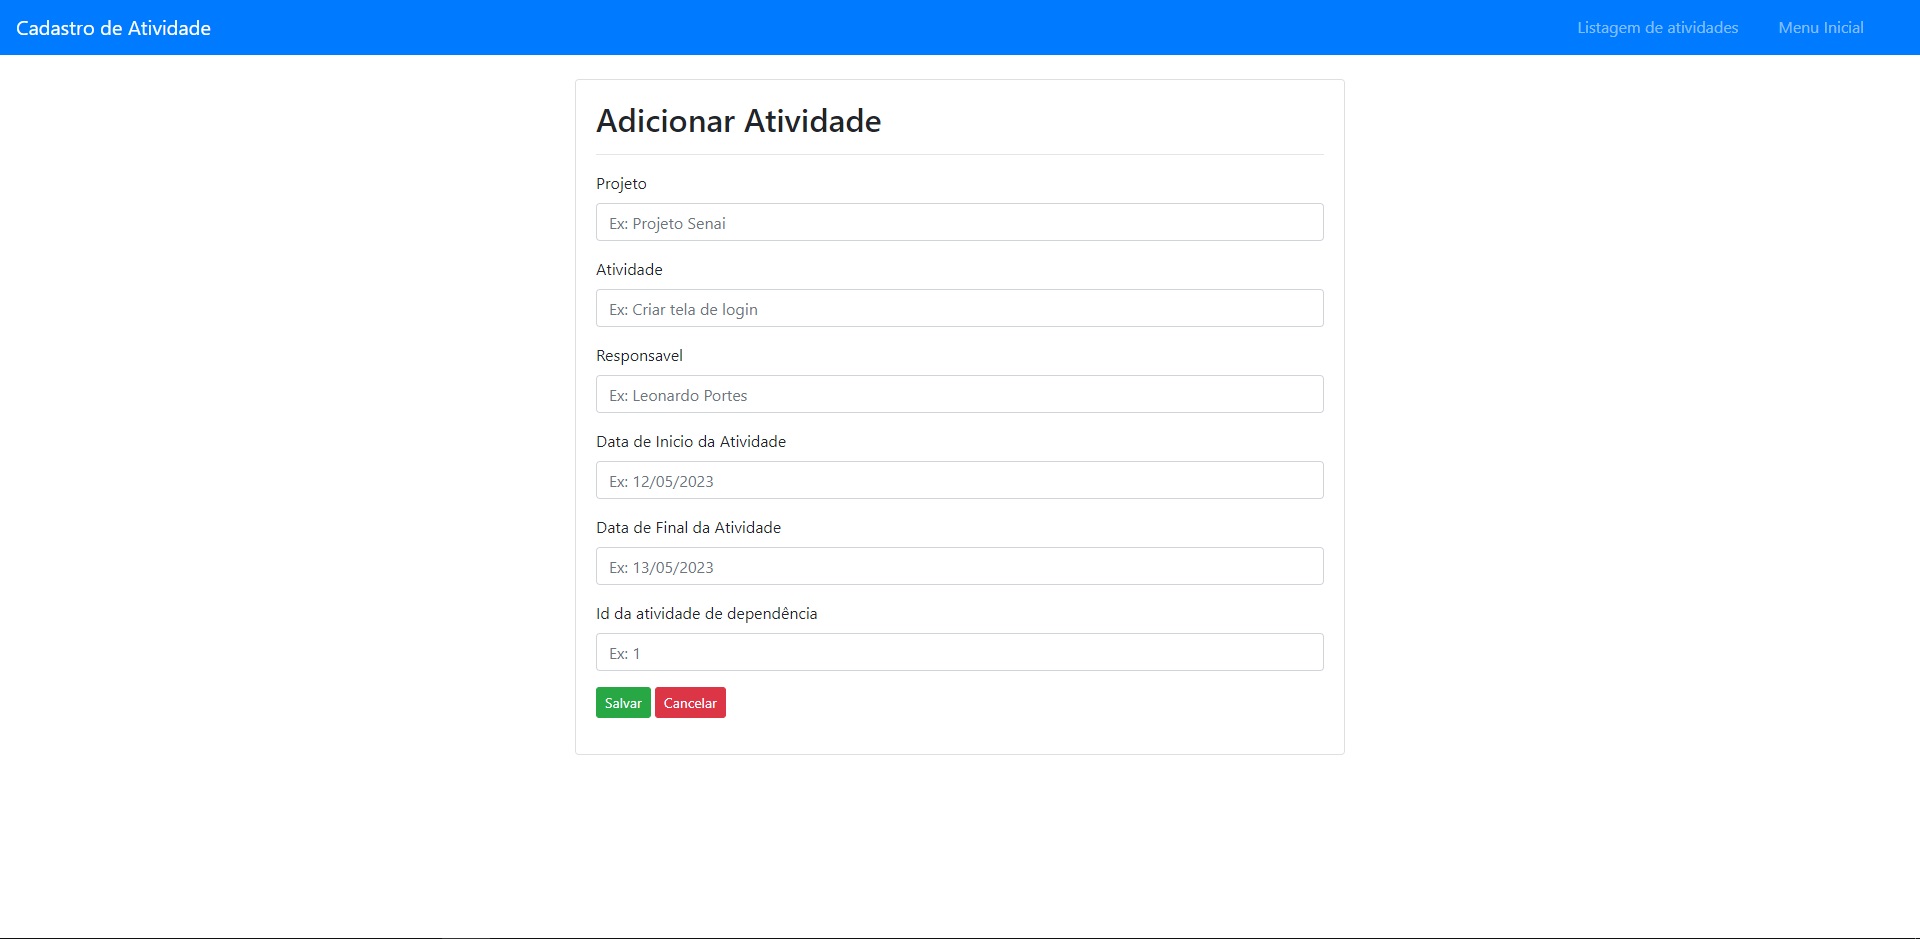 Cadastro de Atividade
Listagem de atividades
Menu Inicial
Adicionar Atividade
Projeto
Ex: Projeto Senai
Atividade
Ex: Criar tela de login
Responsavel
Ex: Leonardo Portes
Data de Inicio da Atividade
Ex: 12/05/2023
Data de Final da Atividade
Ex: 13/05/2023
Id da atividade de dependência
Ex: 1
Salvar Cancelar